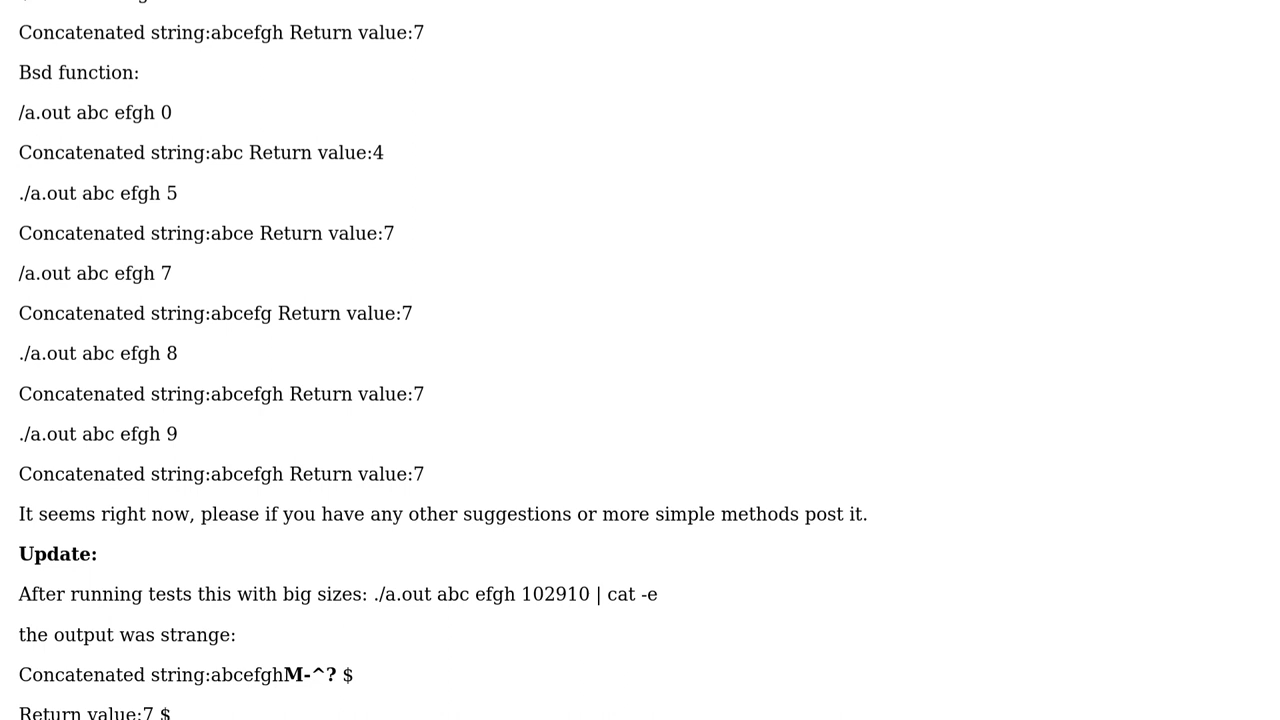 Concatenated string:abcefgh Return value:7
Bsd function:
/a.out abc efgh 0
Concatenated string:abc Return value:4
./a.out abc efgh 5
Concatenated string:abce Return value:7
/a.out abc efgh 7
Concatenated string:abcefg Return value:7
./a.out abc efgh 8
Concatenated string:abcefgh Return value:7
./a.out abc efgh 9
Concatenated string:abcefgh Return value:7
It seems right now, please if you have any other suggestions or more simple methods post it.
Update:
After running tests this with big sizes: ./a.out abc efgh 102910 | cat -e
the output was strange:
Concatenated string:abcefghM-^? $
Return value:7 $